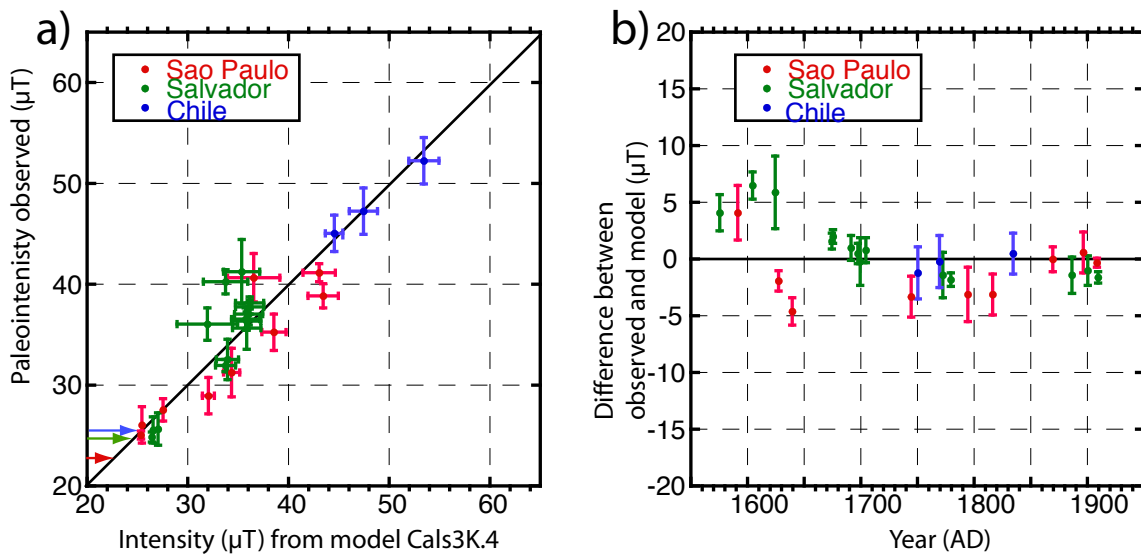 a)
Sao Paulo
Salvador
Chile
Paleointenisty observed (µT)
60
50
40
30
20
20
30
40
50
60
Intensity (µT) from model Cals3K.4
b)
Sao Paulo
Salvador
Chile
Difference between
observed and model (µT)
20
15
10
5
0
-5
-10
-15
-20
1600
1700
1800
1900
Year (AD)